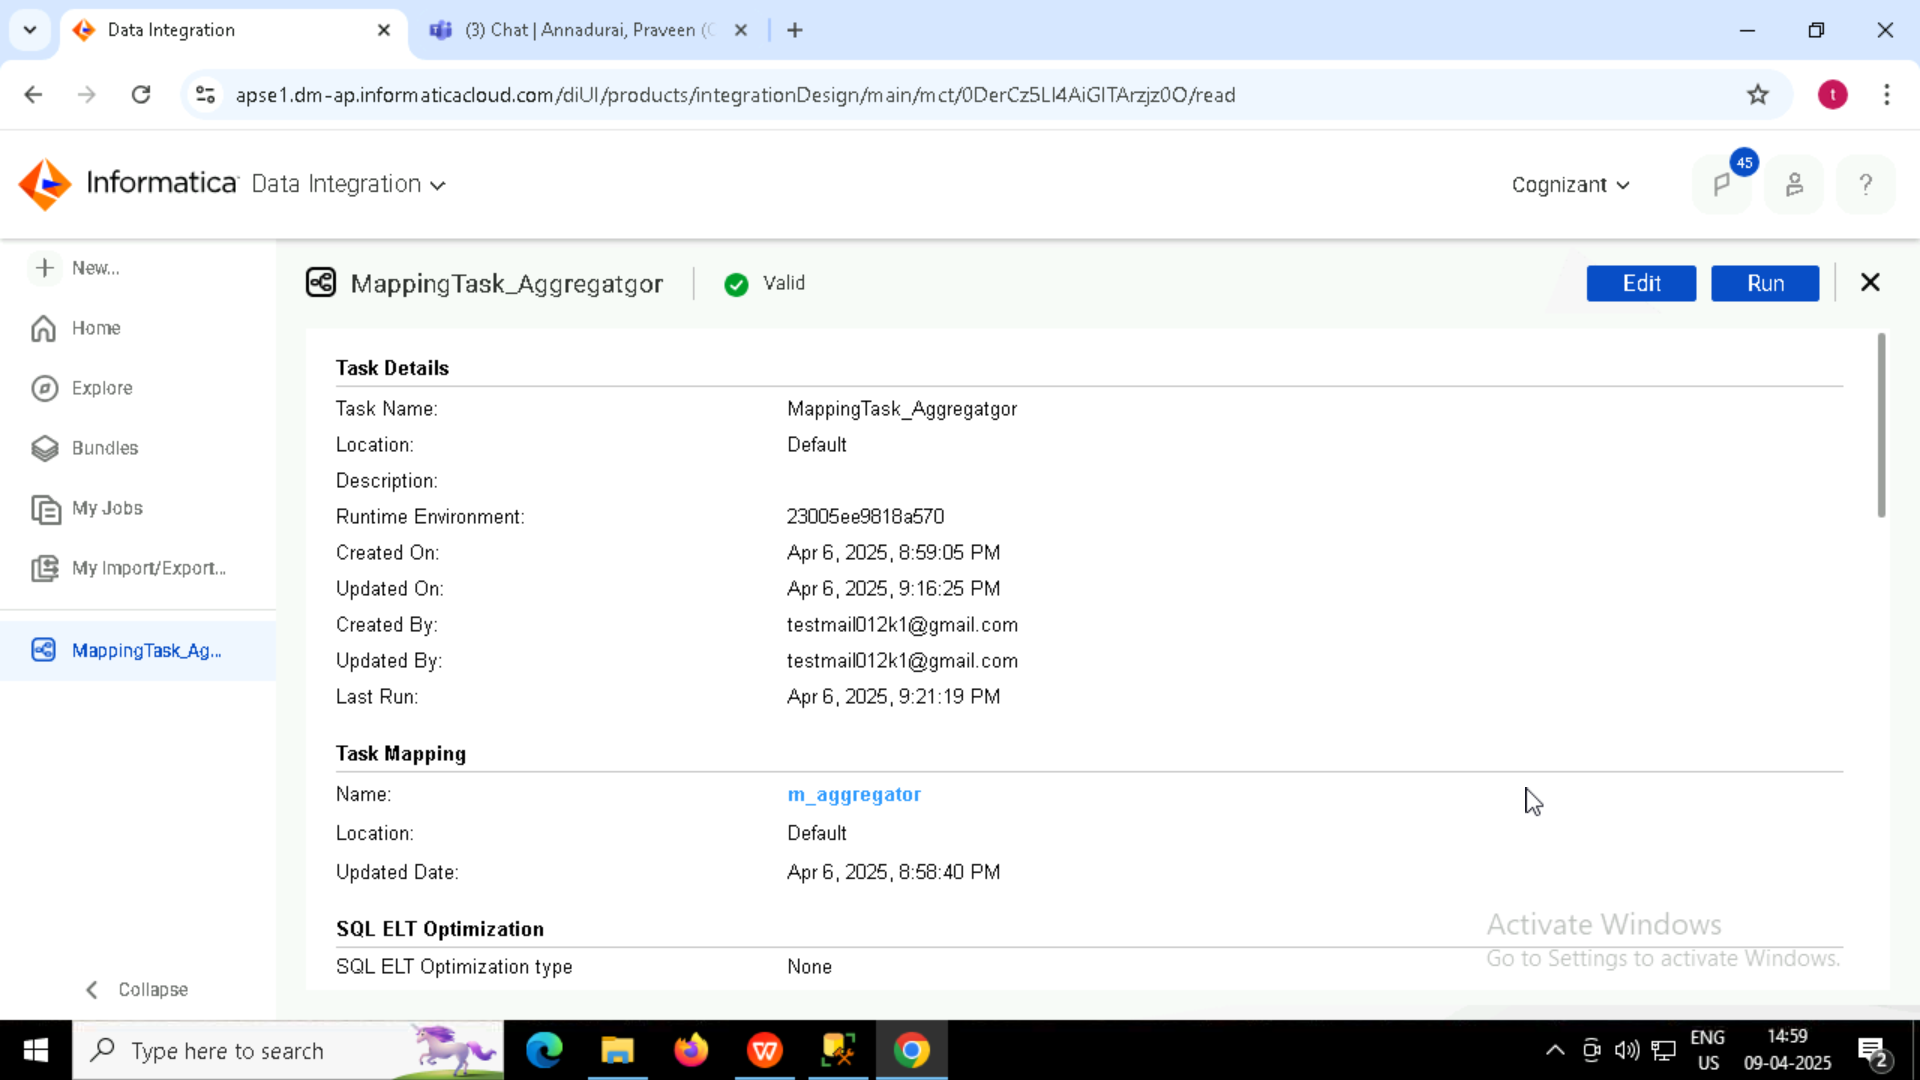 Data Integration
(3) Chat | Annadurai, Praveen (C
apse1.dm-ap.informaticacloud.com/diUI/products/integrationDesign/main/mct/0DerCz5LI4AiGITArzjz0O/read
t
Informatica Data Integration
Cognizant
45
?
New...
Home
Explore
Bundles
My Jobs
My Import/Export...
MappingTask_Ag...
Collapse
MappingTask_Aggregatgor
Valid
Edit
Run
Task Details
Task Name: MappingTask_Aggregatgor
Location: Default
Description:
Runtime Environment: 23005ee9818a570
Created On: Apr 6, 2025, 8:59:05 PM
Updated On: Apr 6, 2025, 9:16:25 PM
Created By: testmail012k1@gmail.com
Updated By: testmail012k1@gmail.com
Last Run: Apr 6, 2025, 9:21:19 PM
Task Mapping
Name: m_aggregator
Location: Default
Updated Date: Apr 6, 2025, 8:58:40 PM
SQL ELT Optimization
SQL ELT Optimization type None
Activate Windows
Go to Settings to activate Windows.
Type here to search
ENG
US
14:59
09-04-2025
2